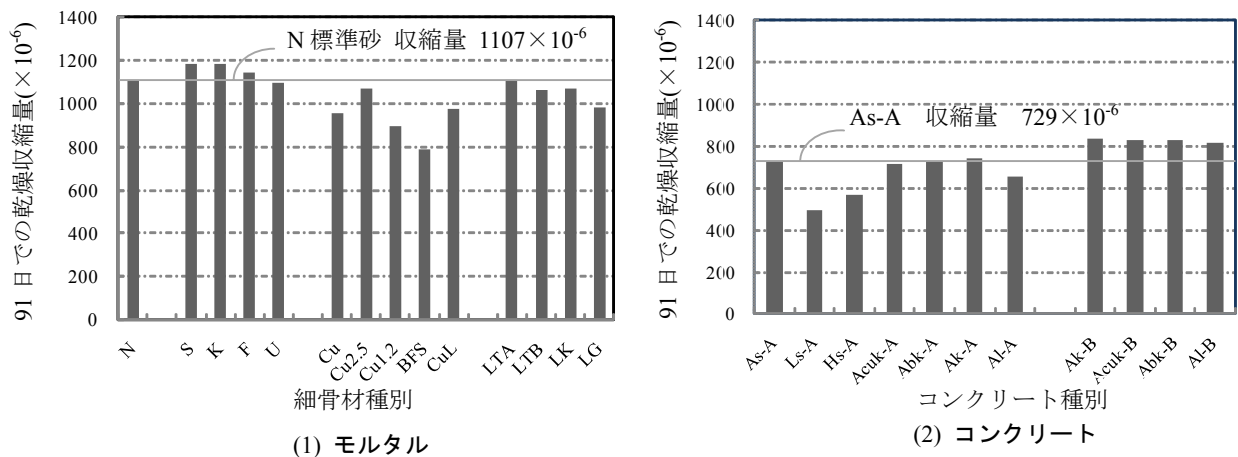 91 日での乾燥収縮量(×10⁻⁶)
1400
1200
1000
800
600
400
200
0
N 標準砂 収縮量 1107×10⁻⁶
N S K F U Cu Cu2.5 Cu1.2 BFS CuL LTA LTB LK LG
細骨材種別
(1) モルタル
91 日での乾燥収縮量(×10⁻⁶)
1400
1200
1000
800
600
400
200
0
As-A 収縮量 729×10⁻⁶
As-A Ls-A Hs-A Acuk-A Abk-A Ak-A Al-A Ak-B Acuk-B Abk-B Al-B
コンクリート種別
(2) コンクリート